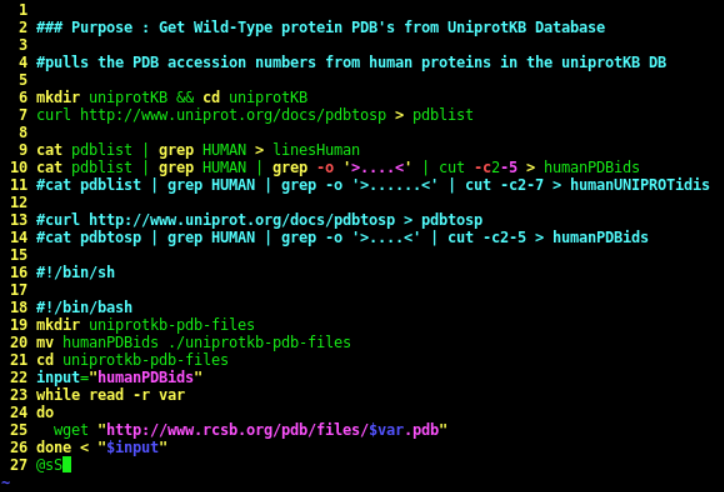 1
2 ### Purpose : Get Wild-Type protein PDB's from UniprotKB Database
3
4 #pulls the PDB accession numbers from human proteins in the uniprotKB DB
5
6 mkdir uniprotKB && cd uniprotKB
7 curl http://www.uniprot.org/docs/pdbtosp > pdblist
8
9 cat pdblist | grep HUMAN > linesHuman
10 cat pdblist | grep HUMAN | grep -o '>....<' | cut -c2-5 > humanPDBids
11 #cat pdblist | grep HUMAN | grep -o '>......<' | cut -c2-7 > humanUNIPROTidis
12
13 #curl http://www.uniprot.org/docs/pdbtosp > pdbtosp
14 #cat pdbtosp | grep HUMAN | grep -o '>....<' | cut -c2-5 > humanPDBids
15
16 #!/bin/sh
17
18 #!/bin/bash
19 mkdir uniprotkb-pdb-files
20 mv humanPDBids ./uniprotkb-pdb-files
21 cd uniprotkb-pdb-files
22 input="humanPDBids"
23 while read -r var
24 do
25   wget "http://www.rcsb.org/pdb/files/$var.pdb"
26 done < "$input"
27 @sS
~